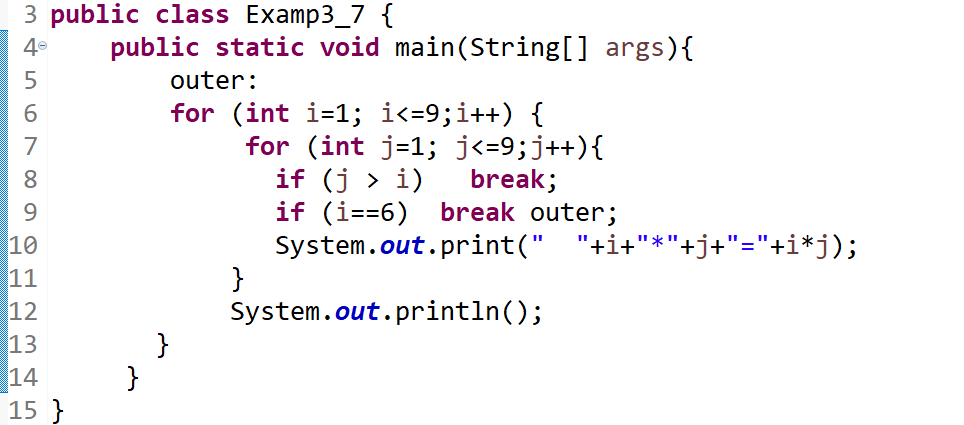 3 public class Examp3_7 {
4 public static void main(String[] args){
5 outer:
6 for (int i=1; i<=9;i++) {
7 for (int j=1; j<=9;j++){
8 if (j > i)   break;
9 if (i==6)  break outer;
10 System.out.print("  "+i+"*"+j+"="+i*j);
11 }
12 System.out.println();
13 }
14 }
15 }